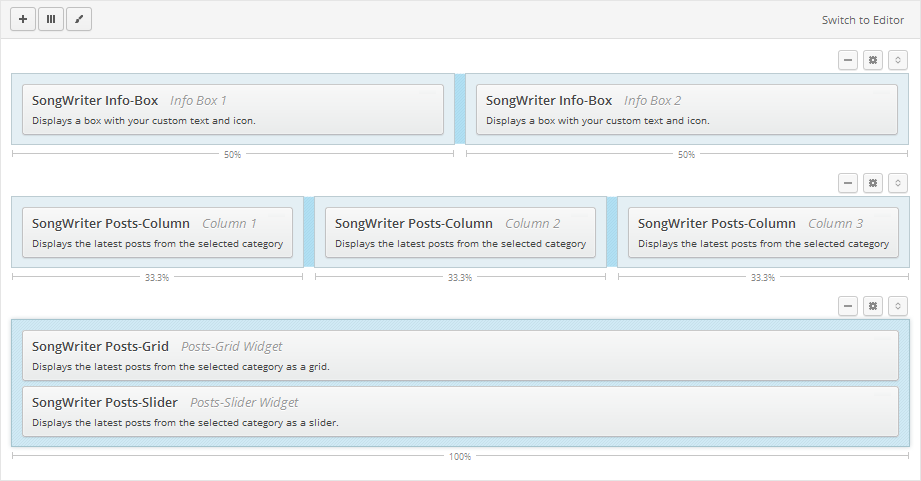 Switch to Editor
SongWriter Info-Box Info Box 1
Displays a box with your custom text and icon.
SongWriter Info-Box Info Box 2
Displays a box with your custom text and icon.
50%
50%
SongWriter Posts-Column Column 1
Displays the latest posts from the selected category
SongWriter Posts-Column Column 2
Displays the latest posts from the selected category
SongWriter Posts-Column Column 3
Displays the latest posts from the selected category
33.3%
33.3%
33.3%
SongWriter Posts-Grid Posts-Grid Widget
Displays the latest posts from the selected category as a grid.
SongWriter Posts-Slider Posts-Slider Widget
Displays the latest posts from the selected category as a slider.
100%